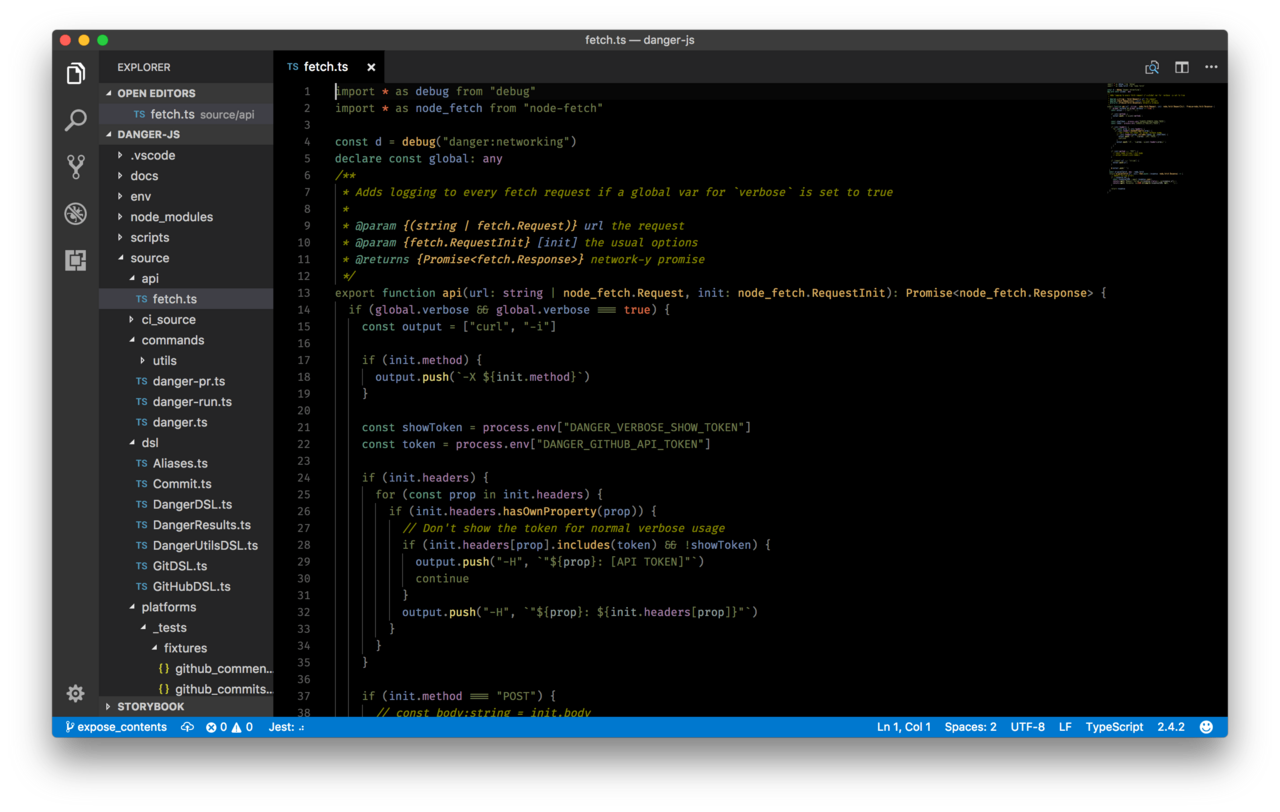 fetch.ts — danger-js
EXPLORER
OPEN EDITORS
TS fetch.ts source/api
DANGER-JS
.vscode
docs
env
node_modules
scripts
source
api
TS fetch.ts
ci_source
commands
utils
TS danger-pr.ts
TS danger-run.ts
TS danger.ts
dsl
TS Aliases.ts
TS Commit.ts
TS DangerDSL.ts
TS DangerResults.ts
TS DangerUtilsDSL.ts
TS GitDSL.ts
TS GitHubDSL.ts
platforms
_tests
fixtures
{} github_commen...
{} github_commits...
STORYBOOK
TS fetch.ts ×
1 import * as debug from "debug"
2 import * as node_fetch from "node-fetch"
3
4 const d = debug("danger:networking")
5 declare const global: any
6 /**
7  * Adds logging to every fetch request if a global var for `verbose` is set to true
8  *
9  * @param {(string | fetch.Request)} url the request
10  * @param {fetch.RequestInit} [init] the usual options
11  * @returns {Promise<fetch.Response>} network-y promise
12  */
13 export function api(url: string | node_fetch.Request, init: node_fetch.RequestInit): Promise<node_fetch.Response> {
14   if (global.verbose && global.verbose === true) {
15     const output = ["curl", "-i"]
16
17     if (init.method) {
18       output.push(`-X ${init.method}`)
19     }
20
21     const showToken = process.env["DANGER_VERBOSE_SHOW_TOKEN"]
22     const token = process.env["DANGER_GITHUB_API_TOKEN"]
23
24     if (init.headers) {
25       for (const prop in init.headers) {
26         if (init.headers.hasOwnProperty(prop)) {
27           // Don't show the token for normal verbose usage
28           if (init.headers[prop].includes(token) && !showToken) {
29             output.push("-H", `"${prop}: [API TOKEN]"`)
30             continue
31           }
32           output.push("-H", `"${prop}: ${init.headers[prop]}"`)
33         }
34       }
35     }
36
37     if (init.method === "POST") {
38       // const body:string = init.body
expose_contents 0 0 Jest: Ln 1, Col 1 Spaces: 2 UTF-8 LF TypeScript 2.4.2